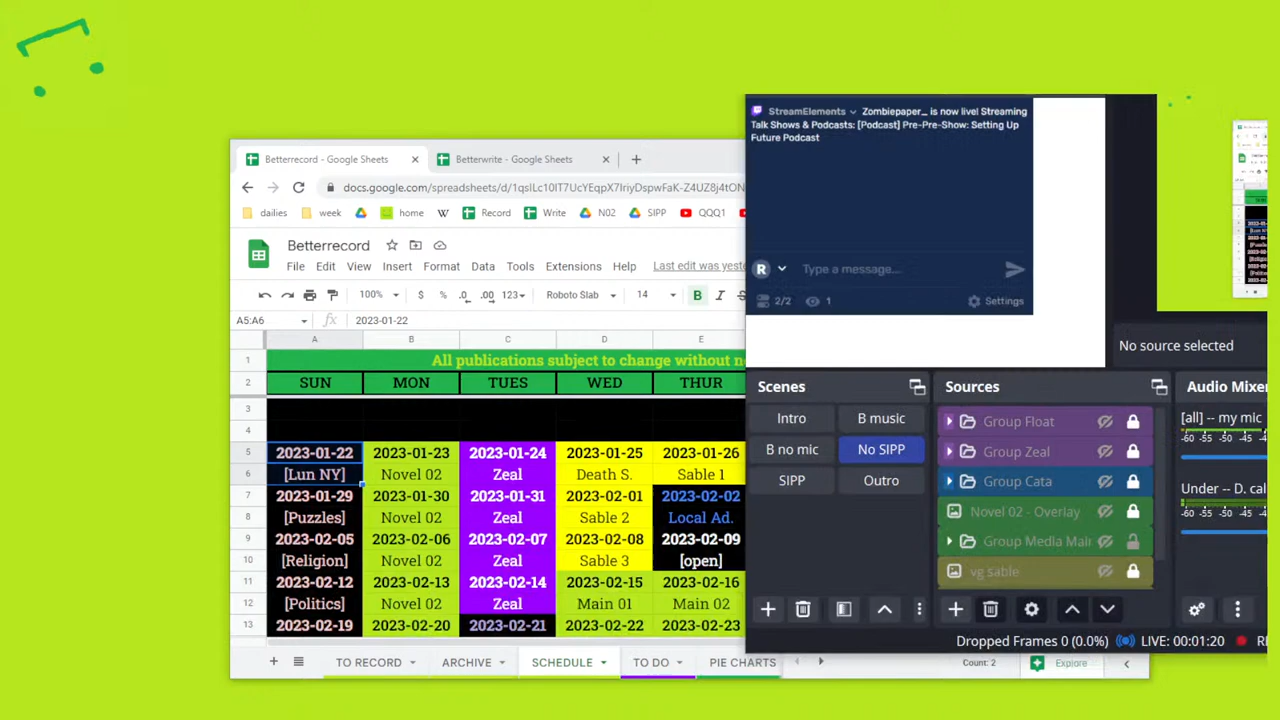 StreamElements Zombiepaper_ is now live! Streaming
Talk Shows & Podcasts: [Podcast] Pre-Pre-Show: Setting Up
Future Podcast
Betterrecord - Google Sheets
Betterwrite - Google Sheets
docs.google.com/spreadsheets/d/1qsILc10IT7UcYEqpX7IriyDspwFaK-Z4UZ8j4tON
dailies week home W Record Write N02 SIPP QQQ1
Betterrecord
File Edit View Insert Format Data Tools Extensions Help Last edit was yeste
100% $ % .0 .00 123 Roboto Slab 14 B I S
A5:A6 fx 2023-01-22
A B C D E
1 All publications subject to change without n
2 SUN MON TUES WED THUR
3
4
5 2023-01-22 2023-01-23 2023-01-24 2023-01-25 2023-01-26
6 [Lun NY] Novel 02 Zeal Death S. Sable 1
7 2023-01-29 2023-01-30 2023-01-31 2023-02-01 2023-02-02
8 [Puzzles] Novel 02 Zeal Sable 2 Local Ad.
9 2023-02-05 2023-02-06 2023-02-07 2023-02-08 2023-02-09
10 [Religion] Novel 02 Zeal Sable 3 [open]
11 2023-02-12 2023-02-13 2023-02-14 2023-02-15 2023-02-16
12 [Politics] Novel 02 Zeal Main 01 Main 02
13 2023-02-19 2023-02-20 2023-02-21 2023-02-22 2023-02-23
TO RECORD ARCHIVE SCHEDULE TO DO PIE CHARTS
Count: 2 Explore
R Type a message...
2/2 1 Settings
No source selected
Scenes
Intro B music
B no mic No SIPP
SIPP Outro
Sources
Group Float
Group Zeal
Group Cata
Novel 02 - Overlay
Group Media Main
vg sable
Audio Mixer
[all] -- my mic
-60 -55 -50 -45
Under -- D. cal
-60 -55 -50 -45
Dropped Frames 0 (0.0%) LIVE: 00:01:20 RE